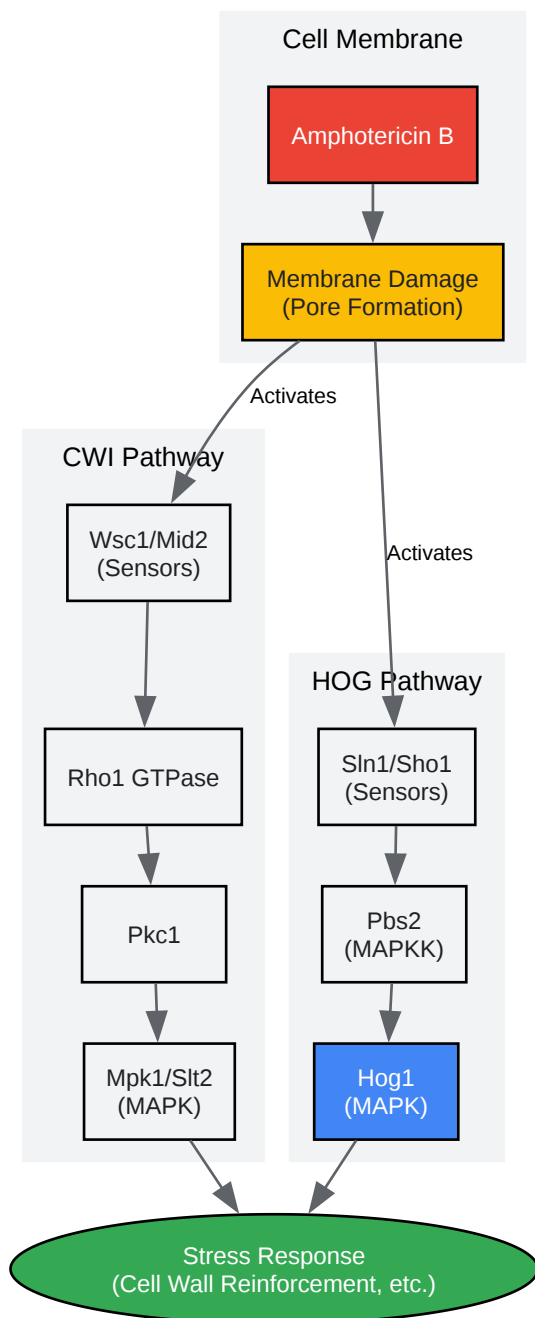 Cell Membrane
Amphotericin B
Membrane Damage
(Pore Formation)
Activates
CWI Pathway
Wsc1/Mid2
(Sensors)
Activates
Rho1 GTPase
HOG Pathway
Sln1/Sho1
(Sensors)
Pkc1
Pbs2
(MAPKK)
Mpk1/Slt2
(MAPK)
Hog1
(MAPK)
Stress Response
(Cell Wall Reinforcement, etc.)